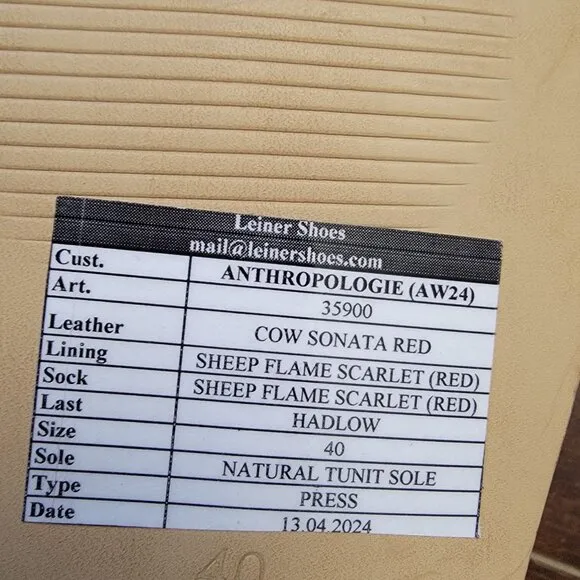 Leiner Shoes
mail@leinershoes.com
Cust. ANTHROPOLOGIE (AW24)
Art. 35900
Leather COW SONATA RED
Lining SHEEP FLAME SCARLET (RED)
Sock SHEEP FLAME SCARLET (RED)
Last HADLOW
Size 40
Sole NATURAL TUNIT SOLE
Type PRESS
Date 13.04.2024
40